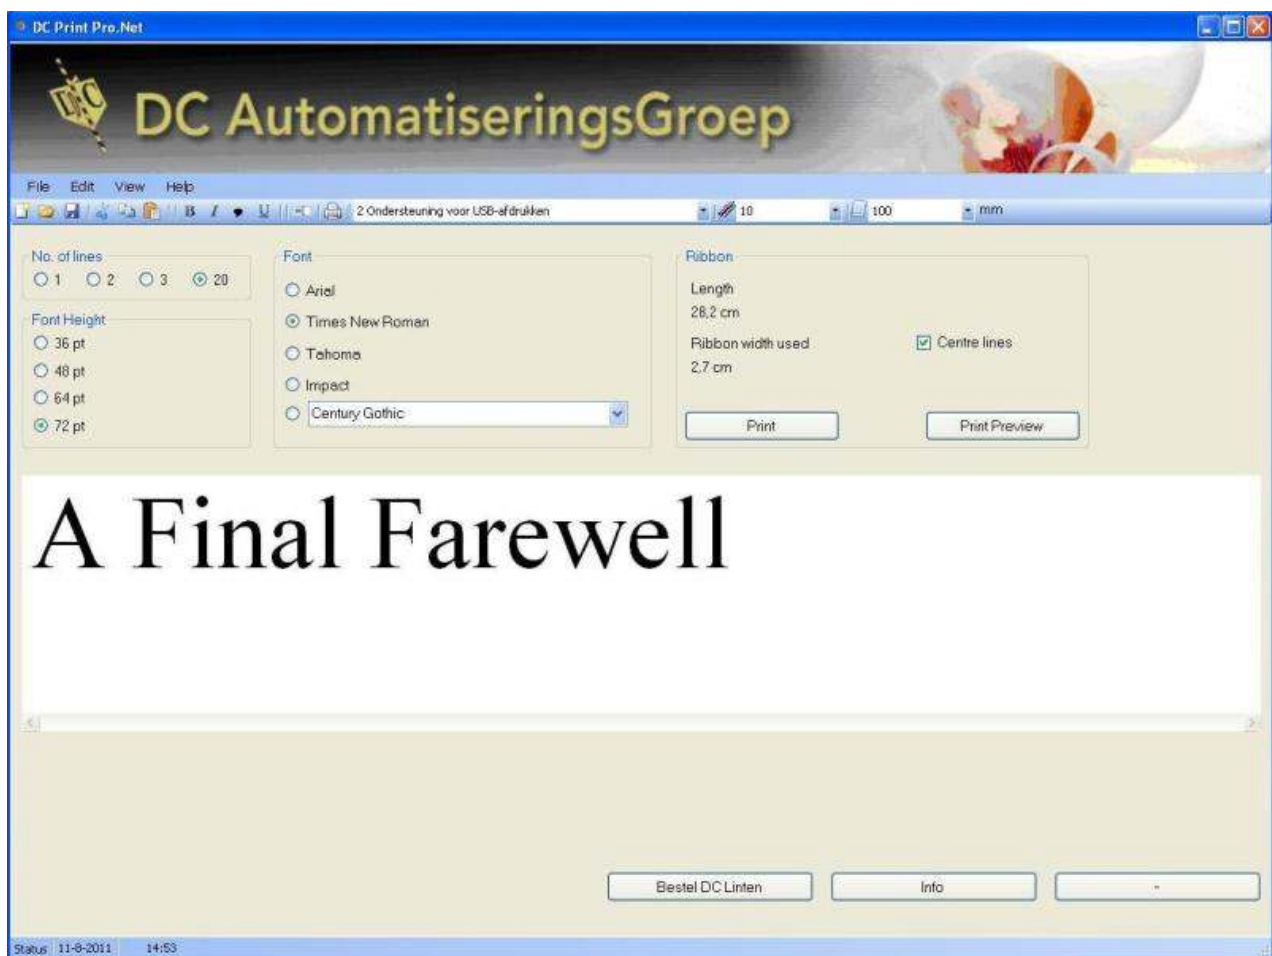 DC Print Pro.Net
DC AutomatiseringsGroep
File Edit View Help
B I U 2 Ondersteuning voor USB-afdrukken 10 100 mm
No. of lines
1 2 3 20
Font Height
36 pt
48 pt
64 pt
72 pt
Font
Arial
Times New Roman
Tahoma
Impact
Century Gothic
Ribbon
Length
28,2 cm
Ribbon width used
2,7 cm
Centre lines
Print Print Preview
A Final Farewell
Bestel DC Linten Info -
Status 11-8-2011 14:53